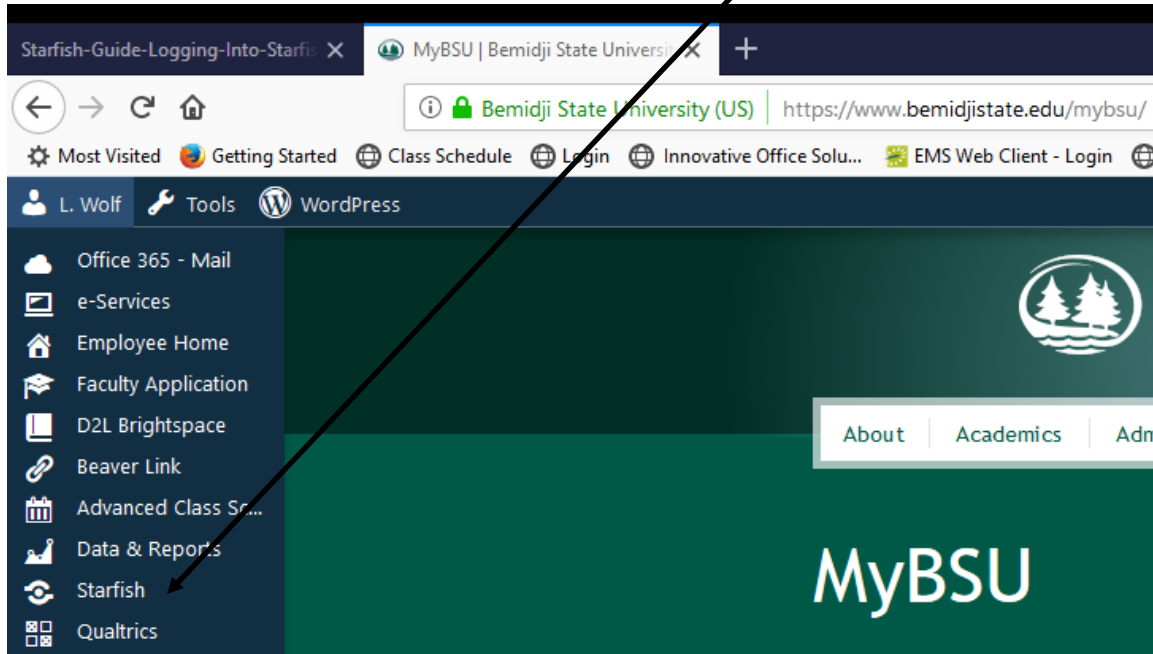 Starfish-Guide-Logging-Into-Starfis MyBSU | Bemidji State Universit
Bemidji State University (US) https://www.bemidjistate.edu/mybsu/
Most Visited Getting Started Class Schedule Login Innovative Office Solu... EMS Web Client - Login
L. Wolf Tools WordPress
Office 365 - Mail
e-Services
Employee Home
Faculty Application
D2L Brightspace
Beaver Link
Advanced Class Sc...
Data & Reports
Starfish
Qualtrics
About Academics Adm
MyBSU